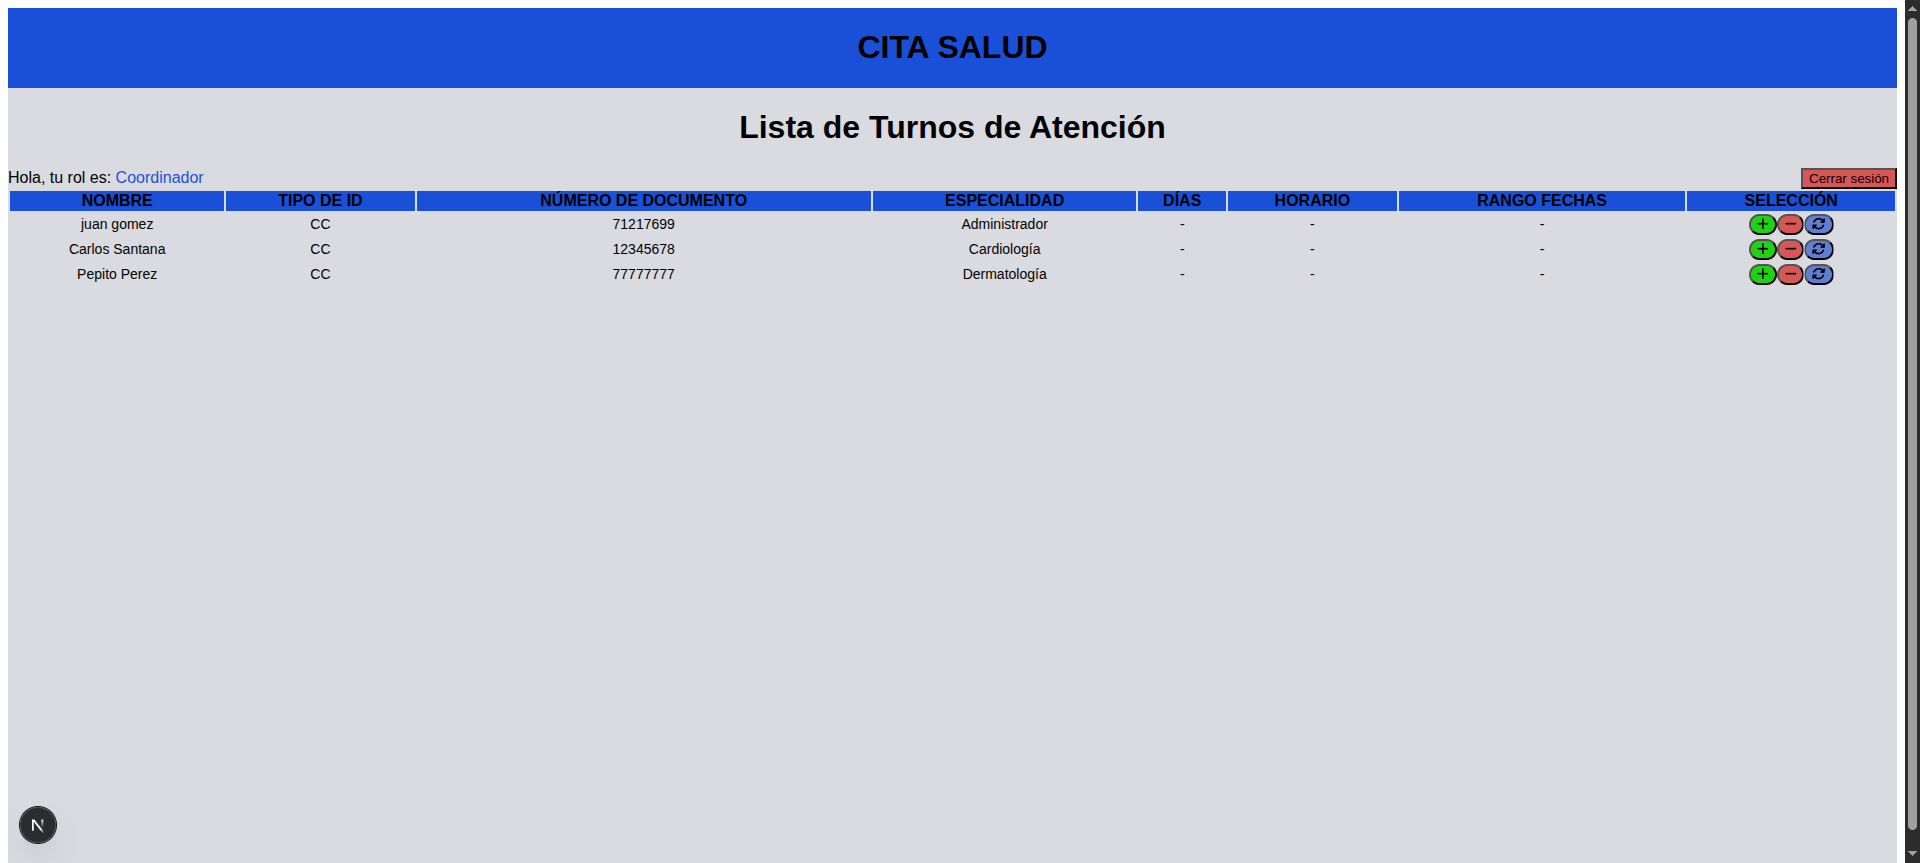 CITA SALUD
Lista de Turnos de Atención
Hola, tu rol es: Coordinador
Cerrar sesión
NOMBRE TIPO DE ID NÚMERO DE DOCUMENTO ESPECIALIDAD DÍAS HORARIO RANGO FECHAS SELECCIÓN
juan gomez CC 71217699 Administrador - - -
Carlos Santana CC 12345678 Cardiología - - -
Pepito Perez CC 77777777 Dermatología - - -
N